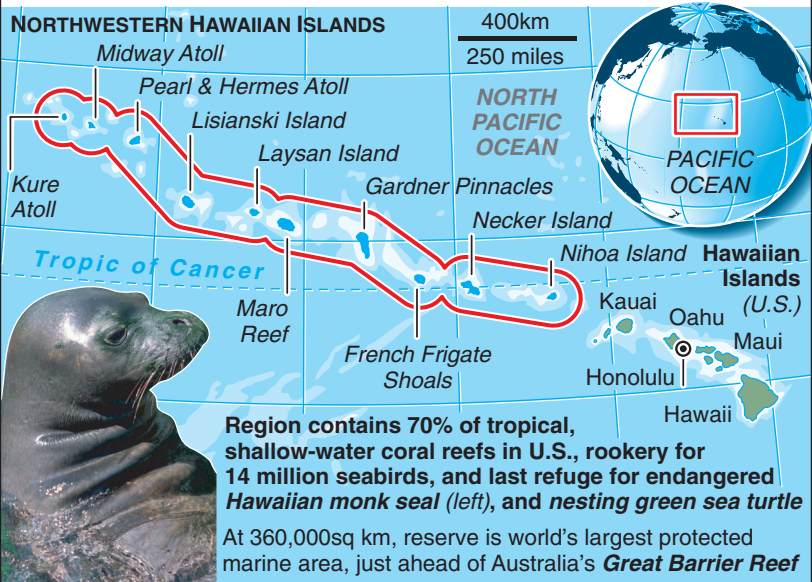 NORTHWESTERN HAWAIIAN ISLANDS
400km
250 miles
Midway Atoll
Pearl & Hermes Atoll
Lisianski Island
Laysan Island
Gardner Pinnacles
Necker Island
Nihoa Island
Kure
Atoll
NORTH
PACIFIC
OCEAN
PACIFIC
OCEAN
Tropic of Cancer
Maro
Reef
French Frigate
Shoals
Hawaiian
Islands
(U.S.)
Kauai
Oahu
Maui
Honolulu
Hawaii
Region contains 70% of tropical,
shallow-water coral reefs in U.S., rookery for
14 million seabirds, and last refuge for endangered
Hawaiian monk seal (left), and nesting green sea turtle
At 360,000sq km, reserve is world's largest protected
marine area, just ahead of Australia's Great Barrier Reef